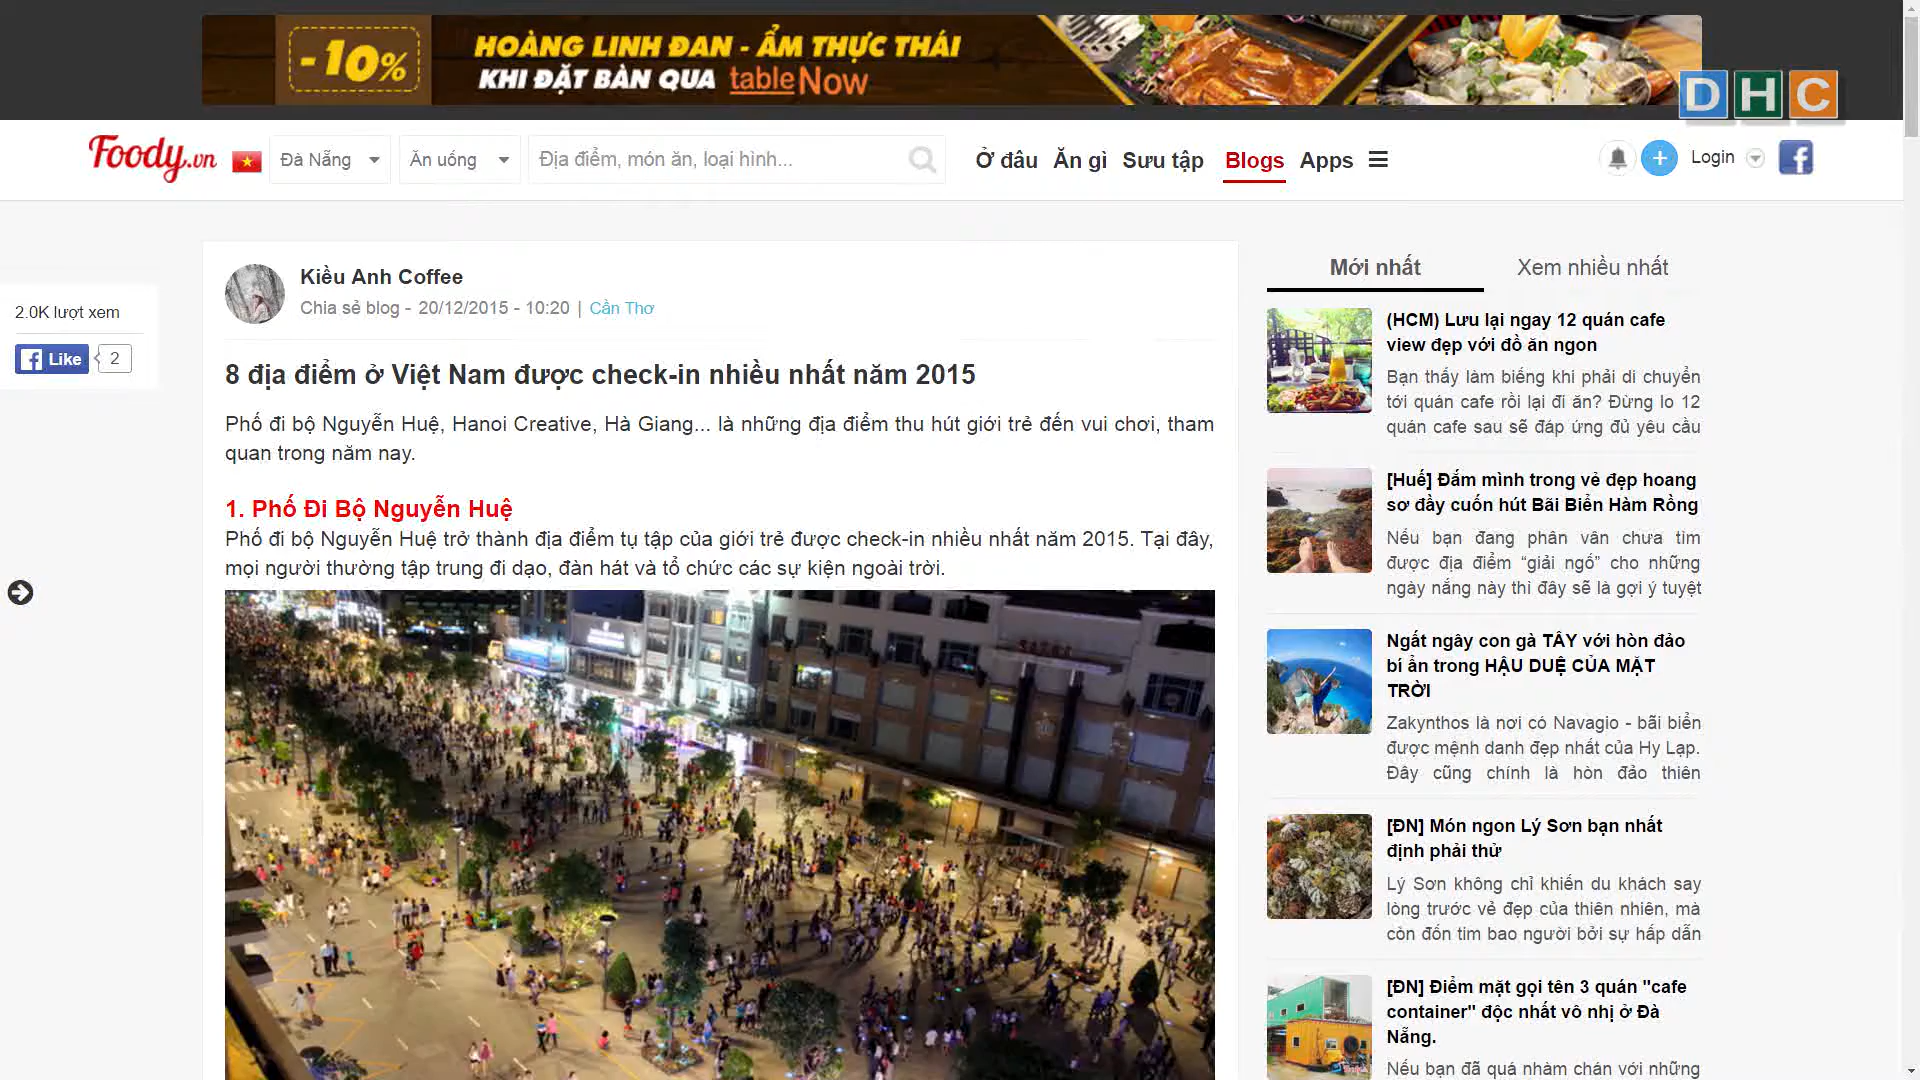 -10%
HOÀNG LINH ĐAN - ẨM THỰC THÁI
KHI ĐẶT BÀN QUA tableNow
DHC
Foody.vn
Đà Nẵng
Ăn uống
Địa điểm, món ăn, loại hình...
Ở đâu Ăn gì Sưu tập Blogs Apps
Login
2.0K lượt xem
Like 2
Kiều Anh Coffee
Chia sẻ blog - 20/12/2015 - 10:20 | Cần Thơ
8 địa điểm ở Việt Nam được check-in nhiều nhất năm 2015
Phố đi bộ Nguyễn Huệ, Hanoi Creative, Hà Giang... là những địa điểm thu hút giới trẻ đến vui chơi, tham
quan trong năm nay.
1. Phố Đi Bộ Nguyễn Huệ
Phố đi bộ Nguyễn Huệ trở thành địa điểm tụ tập của giới trẻ được check-in nhiều nhất năm 2015. Tại đây,
mọi người thường tập trung đi dạo, đàn hát và tổ chức các sự kiện ngoài trời.
Mới nhất
Xem nhiều nhất
(HCM) Lưu lại ngay 12 quán cafe
view đẹp với đồ ăn ngon
Bạn thấy làm biếng khi phải di chuyển
tới quán cafe rồi lại đi ăn? Đừng lo 12
quán cafe sau sẽ đáp ứng đủ yêu cầu
[Huế] Đắm mình trong vẻ đẹp hoang
sơ đầy cuốn hút Bãi Biển Hàm Rồng
Nếu bạn đang phân vân chưa tìm
được địa điểm “giải ngố” cho những
ngày nắng này thì đây sẽ là gợi ý tuyệt
Ngất ngây con gà TÂY với hòn đảo
bí ẩn trong HẬU DUỆ CỦA MẶT
TRỜI
Zakynthos là nơi có Navagio - bãi biển
được mệnh danh đẹp nhất của Hy Lạp.
Đây cũng chính là hòn đảo thiên
[ĐN] Món ngon Lý Sơn bạn nhất
định phải thử
Lý Sơn không chỉ khiến du khách say
lòng trước vẻ đẹp của thiên nhiên, mà
còn đốn tim bao người bởi sự hấp dẫn
[ĐN] Điểm mặt gọi tên 3 quán "cafe
container" độc nhất vô nhị ở Đà
Nẵng.
Nếu bạn đã quá nhàm chán với những